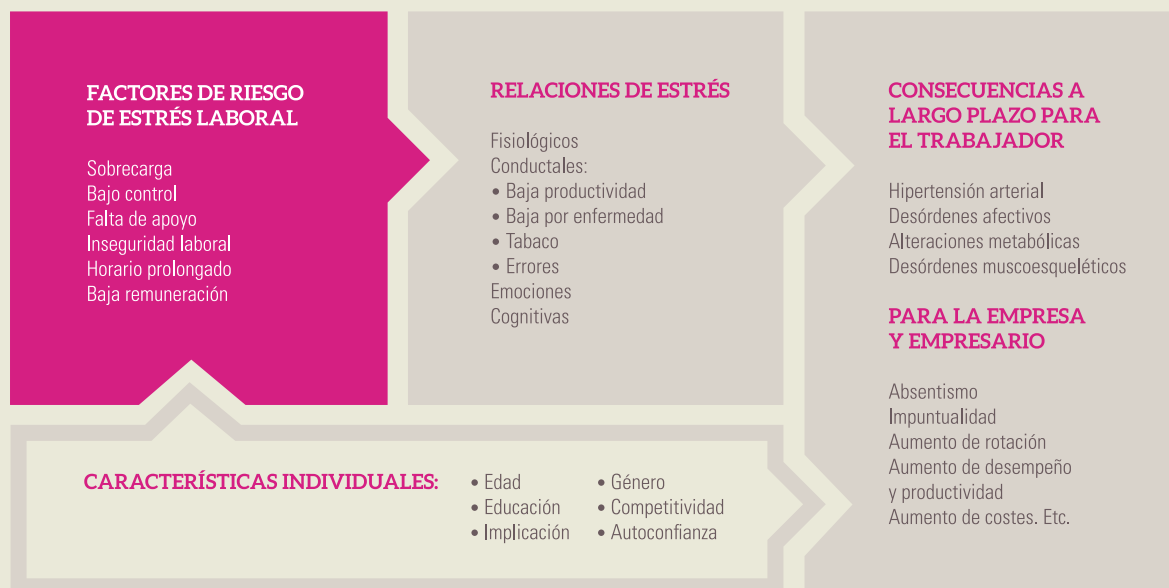 FACTORES DE RIESGO
DE ESTRÉS LABORAL
Sobrecarga
Bajo control
Falta de apoyo
Inseguridad laboral
Horario prolongado
Baja remuneración
RELACIONES DE ESTRÉS
Fisiológicos
Conductales:
• Baja productividad
• Baja por enfermedad
• Tabaco
• Errores
Emociones
Cognitivas
CONSECUENCIAS A
LARGO PLAZO PARA
EL TRABAJADOR
Hipertensión arterial
Desórdenes afectivos
Alteraciones metabólicas
Desórdenes muscoesqueléticos
PARA LA EMPRESA
Y EMPRESARIO
Absentismo
Impuntualidad
Aumento de rotación
Aumento de desempeño
y productividad
Aumento de costes. Etc.
CARACTERÍSTICAS INDIVIDUALES:
• Edad
• Educación
• Implicación
• Género
• Competitividad
• Autoconfianza